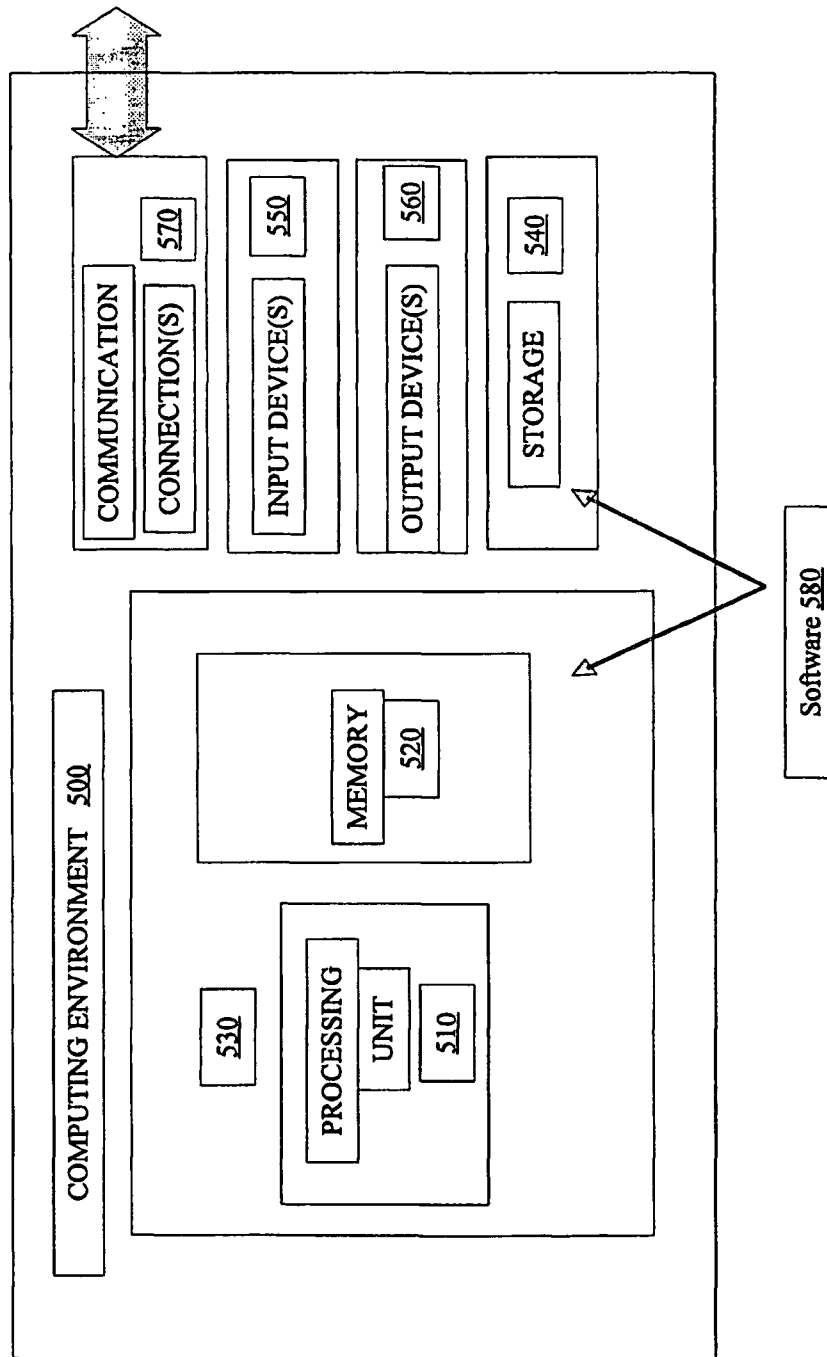 COMPUTING ENVIRONMENT 500
530
PROCESSING
UNIT
510
MEMORY
520
COMMUNICATION
CONNECTION(S)
570
INPUT DEVICE(S)
550
OUTPUT DEVICE(S)
560
STORAGE
540
Software 580